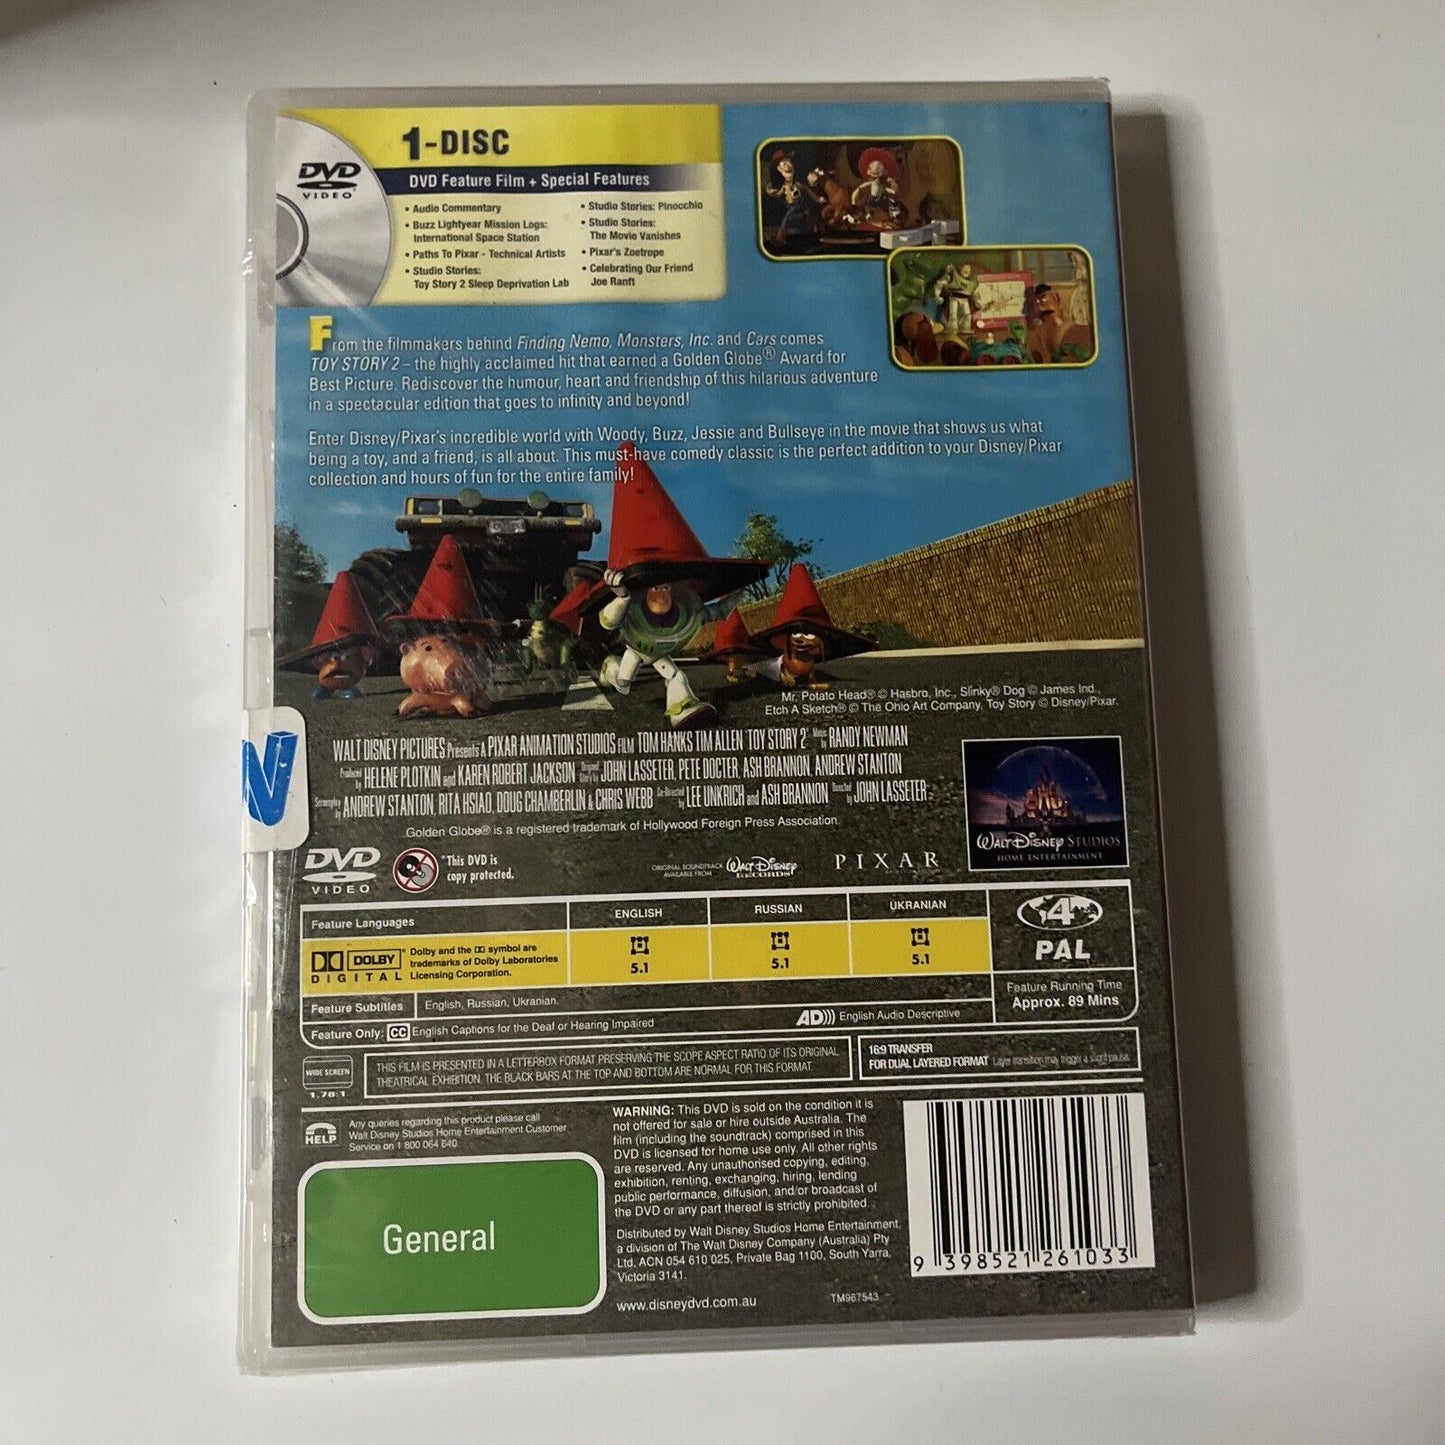 1-DISC
DVD
VIDEO
DVD Feature Film + Special Features
• Audio Commentary
• Buzz Lightyear Mission Logs:
International Space Station
• Paths To Pixar - Technical Artists
• Studio Stories:
Toy Story 2 Sleep Deprivation Lab
• Studio Stories: Pinocchio
• Studio Stories:
The Movie Vanishes
• Pixar's Zoetrope
• Celebrating Our Friend
Joe Ranft
From the filmmakers behind Finding Nemo, Monsters, Inc. and Cars comes
TOY STORY 2 – the highly acclaimed hit that earned a Golden Globe® Award for
Best Picture. Rediscover the humour, heart and friendship of this hilarious adventure
in a spectacular edition that goes to infinity and beyond!
Enter Disney/Pixar's incredible world with Woody, Buzz, Jessie and Bullseye in the movie that shows us what
being a toy, and a friend, is all about. This must-have comedy classic is the perfect addition to your Disney/Pixar
collection and hours of fun for the entire family!
Mr. Potato Head® © Hasbro, Inc., Slinky® Dog © James Ind.,
Etch A Sketch® © The Ohio Art Company, Toy Story © Disney/Pixar.
WALT DISNEY PICTURES Presents A PIXAR ANIMATION STUDIOS FILM TOM HANKS TIM ALLEN 'TOY STORY 2' Music by RANDY NEWMAN
Produced by HELENE PLOTKIN and KAREN ROBERT JACKSON Original Story by JOHN LASSETER, PETE DOCTER, ASH BRANNON, ANDREW STANTON
Screenplay by ANDREW STANTON, RITA HSIAO, DOUG CHAMBERLIN & CHRIS WEBB Co-Directed by LEE UNKRICH and ASH BRANNON Directed by JOHN LASSETER
Golden Globe® is a registered trademark of Hollywood Foreign Press Association.
WALT DISNEY STUDIOS
HOME ENTERTAINMENT
DVD
VIDEO
*This DVD is
copy protected.
ORIGINAL SOUNDTRACK
AVAILABLE FROM
WALT DISNEY
RECORDS
PIXAR
Feature Languages
ENGLISH
RUSSIAN
UKRANIAN
DOLBY
DIGITAL
Dolby and the DD symbol are
trademarks of Dolby Laboratories
Licensing Corporation.
5.1
5.1
5.1
4
PAL
Feature Subtitles
English, Russian, Ukranian.
Feature Running Time
Approx. 89 Mins
Feature Only: CC English Captions for the Deaf or Hearing Impaired
AD))) English Audio Descriptive
WIDE SCREEN
1.78:1
THIS FILM IS PRESENTED IN A LETTERBOX FORMAT PRESERVING THE SCOPE ASPECT RATIO OF ITS ORIGINAL
THEATRICAL EXHIBITION. THE BLACK BARS AT THE TOP AND BOTTOM ARE NORMAL FOR THIS FORMAT.
16:9 TRANSFER
FOR DUAL LAYERED FORMAT Layer transition may trigger a slight pause.
HELP
Any queries regarding this product please call
Walt Disney Studios Home Entertainment Customer
Service on 1 800 064 640
General
WARNING: This DVD is sold on the condition it is
not offered for sale or hire outside Australia. The
film (including the soundtrack) comprised in this
DVD is licensed for home use only. All other rights
are reserved. Any unauthorised copying, editing,
exhibition, renting, exchanging, hiring, lending
public performance, diffusion, and/or broadcast of
the DVD or any part thereof is strictly prohibited.
Distributed by Walt Disney Studios Home Entertainment,
a division of The Walt Disney Company (Australia) Pty
Ltd, ACN 054 610 025, Private Bag 1100, South Yarra,
Victoria 3141.
www.disneydvd.com.au
TM967543
9 398521 261033